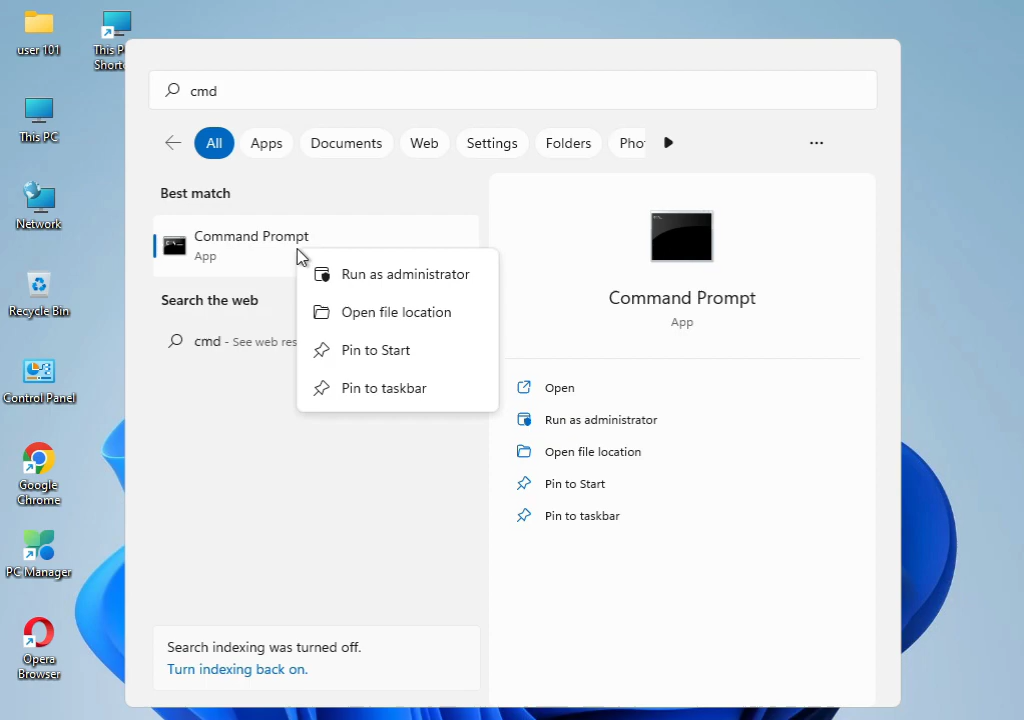 user 101
This P
Shorto
This PC
Network
Recycle Bin
Control Panel
Google
Chrome
PC Manager
Opera
Browser
cmd
All
Apps
Documents
Web
Settings
Folders
Pho
Best match
Command Prompt
App
Search the web
cmd - See web res
Run as administrator
Open file location
Pin to Start
Pin to taskbar
Command Prompt
App
Open
Run as administrator
Open file location
Pin to Start
Pin to taskbar
Search indexing was turned off.
Turn indexing back on.